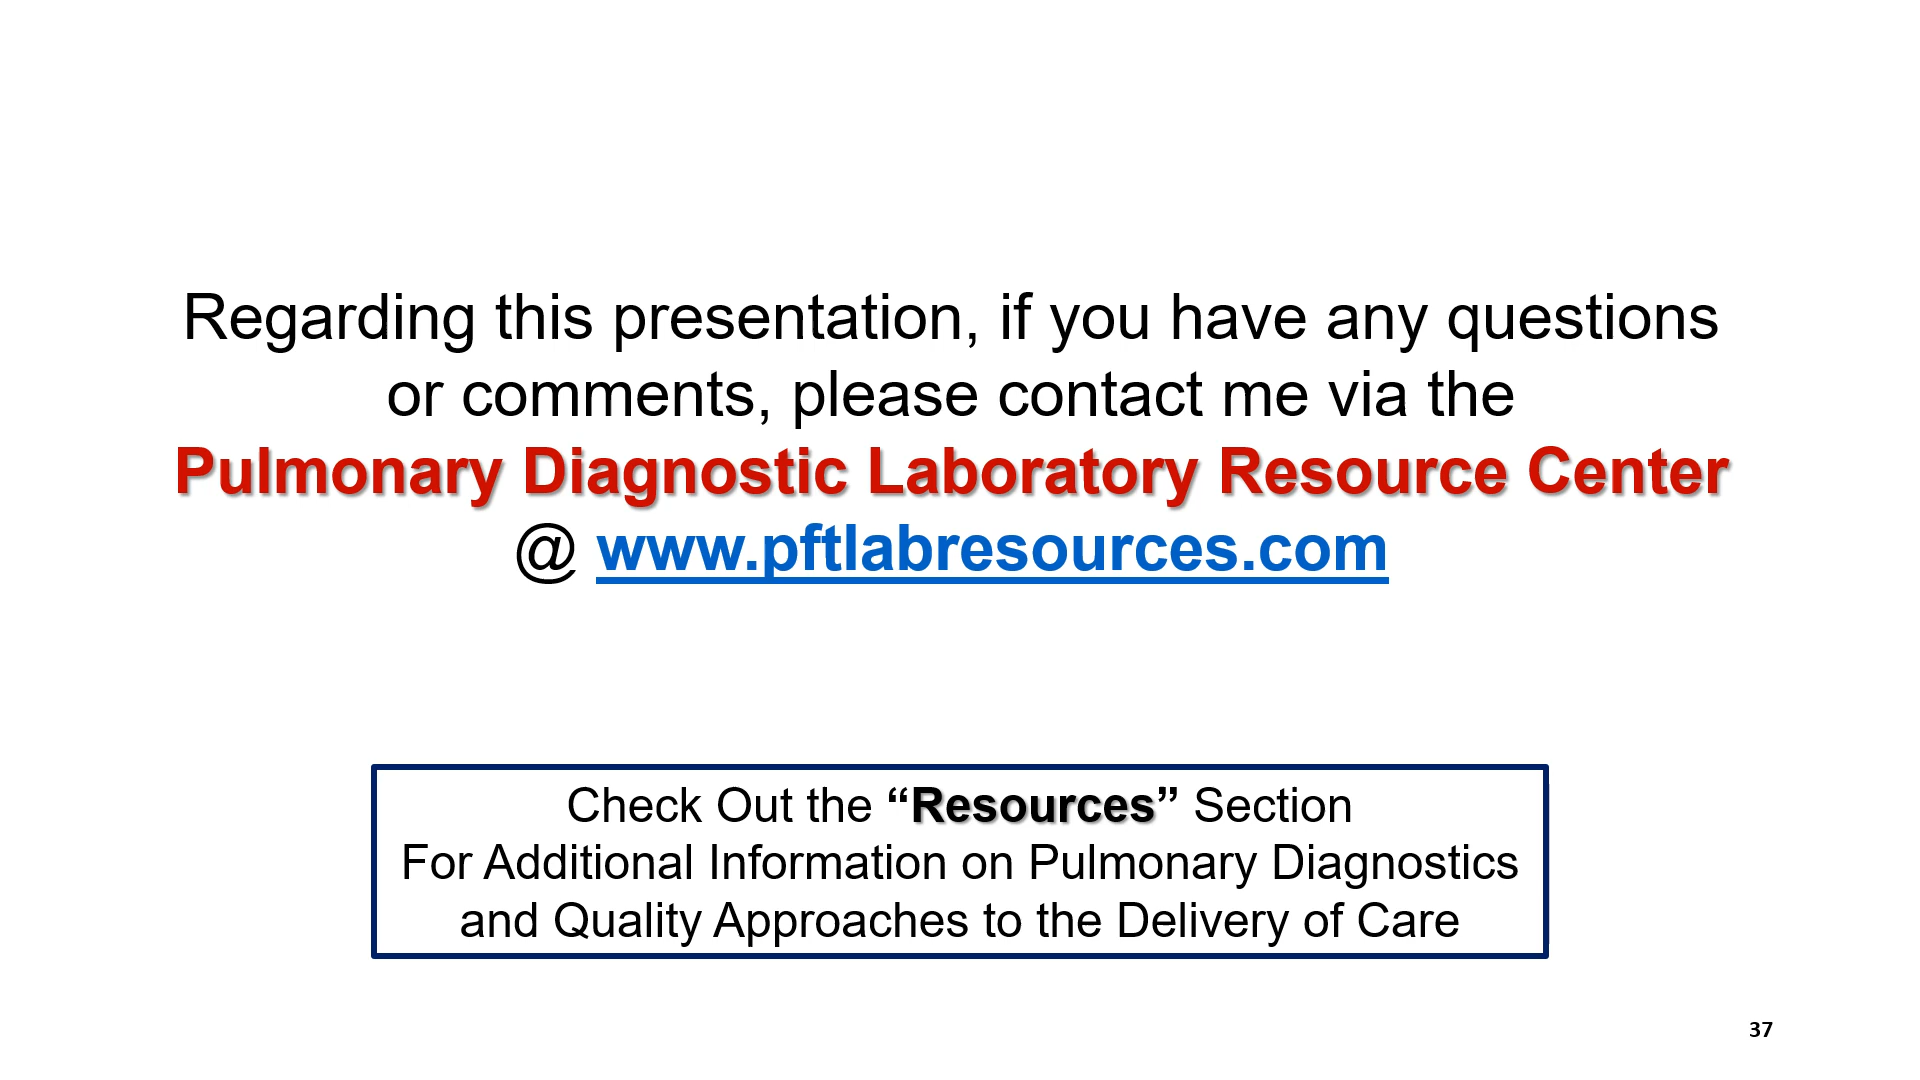 Regarding this presentation, if you have any questions
or comments, please contact me via the
Pulmonary Diagnostic Laboratory Resource Center
@ www.pftlabresources.com
Check Out the “Resources” Section
For Additional Information on Pulmonary Diagnostics
and Quality Approaches to the Delivery of Care
37